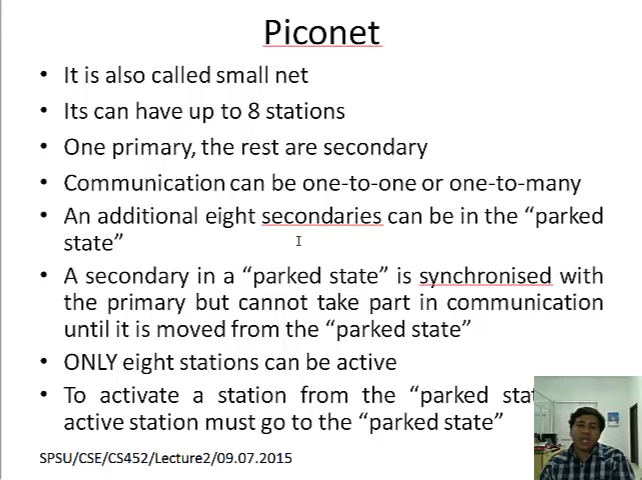 Piconet
• It is also called small net
• Its can have up to 8 stations
• One primary, the rest are secondary
• Communication can be one-to-one or one-to-many
• An additional eight secondaries can be in the “parked
state”
• A secondary in a “parked state” is synchronised with
the primary but cannot take part in communication
until it is moved from the “parked state”
• ONLY eight stations can be active
• To activate a station from the “parked
active station must go to the “parked state”
SPSU/CSE/CS452/Lecture2/09.07.2015